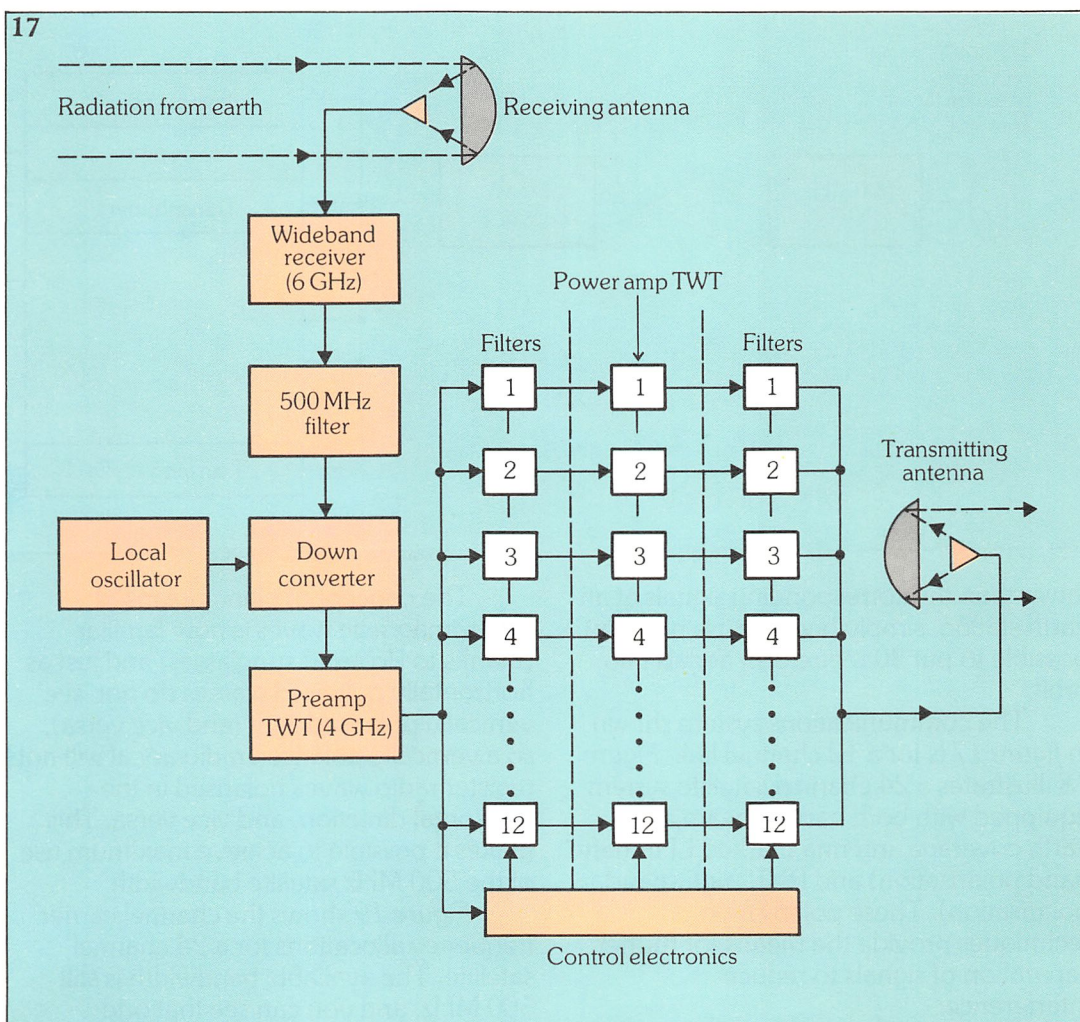 17
Radiation from earth
Receiving antenna
Wideband
receiver
(6 GHz)
500 MHz
filter
Local
oscillator
Down
converter
Preamp
TWT (4 GHz)
Power amp TWT
Filters
Filters
1
1
1
2
2
2
3
3
3
4
4
4
12
12
12
Transmitting
antenna
Control electronics